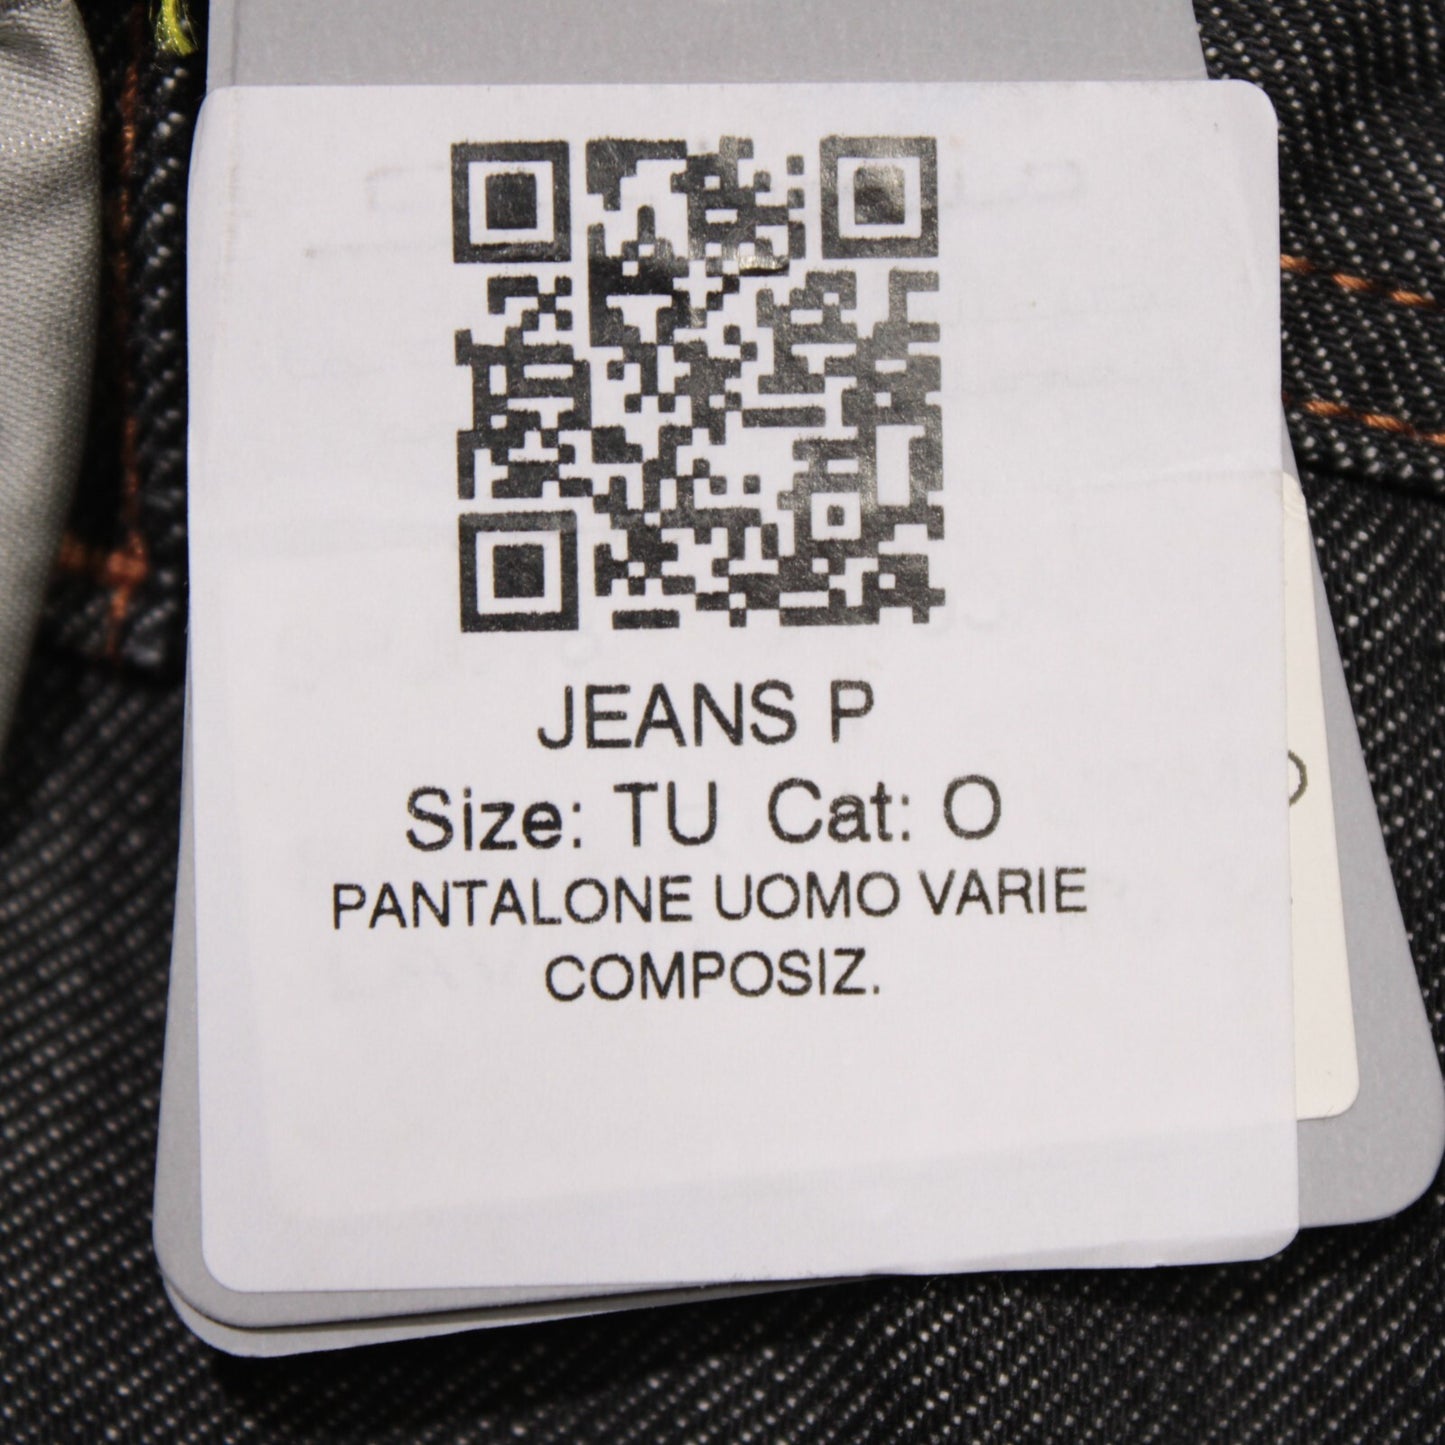 JEANS P
Size: TU Cat: O
PANTALONE UOMO VARIE
COMPOSIZ.